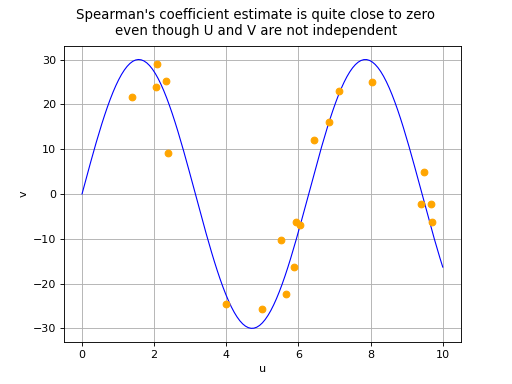 Spearman's coefficient estimate is quite close to zero
even though U and V are not independent
30
20
10
0
−10
−20
−30
v
0 2 4 6 8 10
u